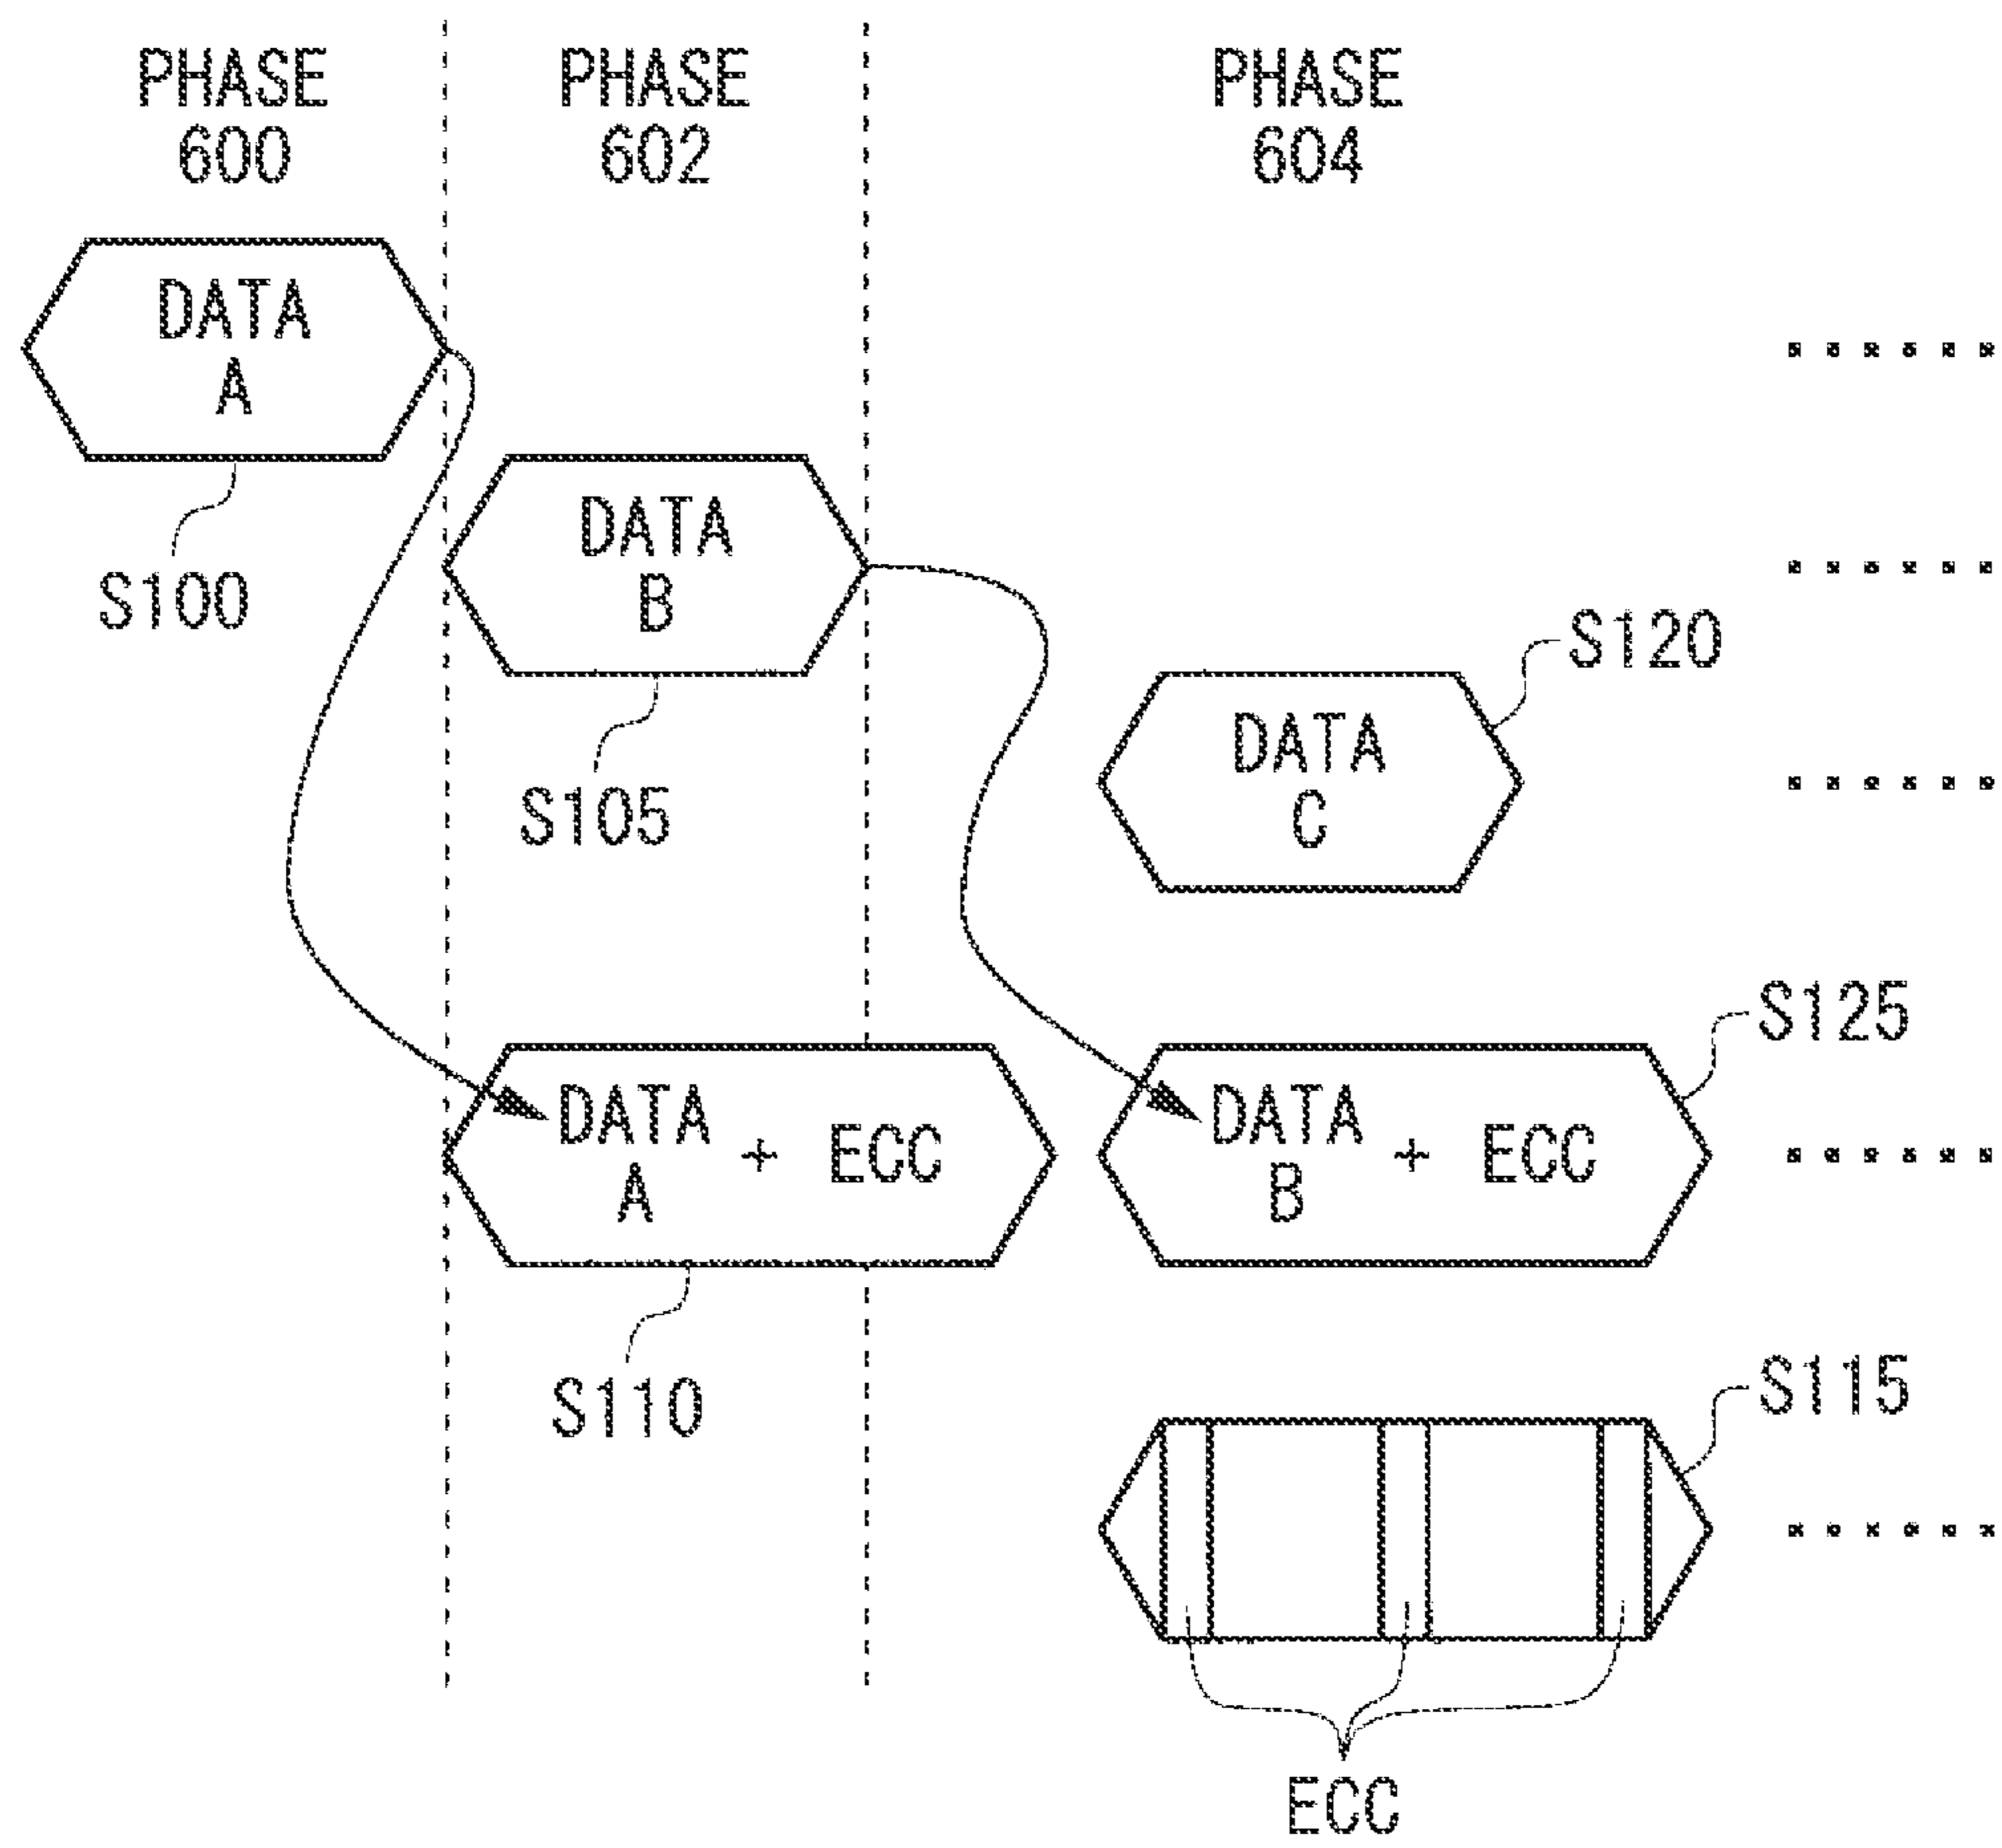 PHASE
600
PHASE
602
PHASE
604
DATA
A
S100
DATA
B
S105
S120
DATA
C
S125
DATA
A + ECC
S110
DATA
B + ECC
S115
ECC